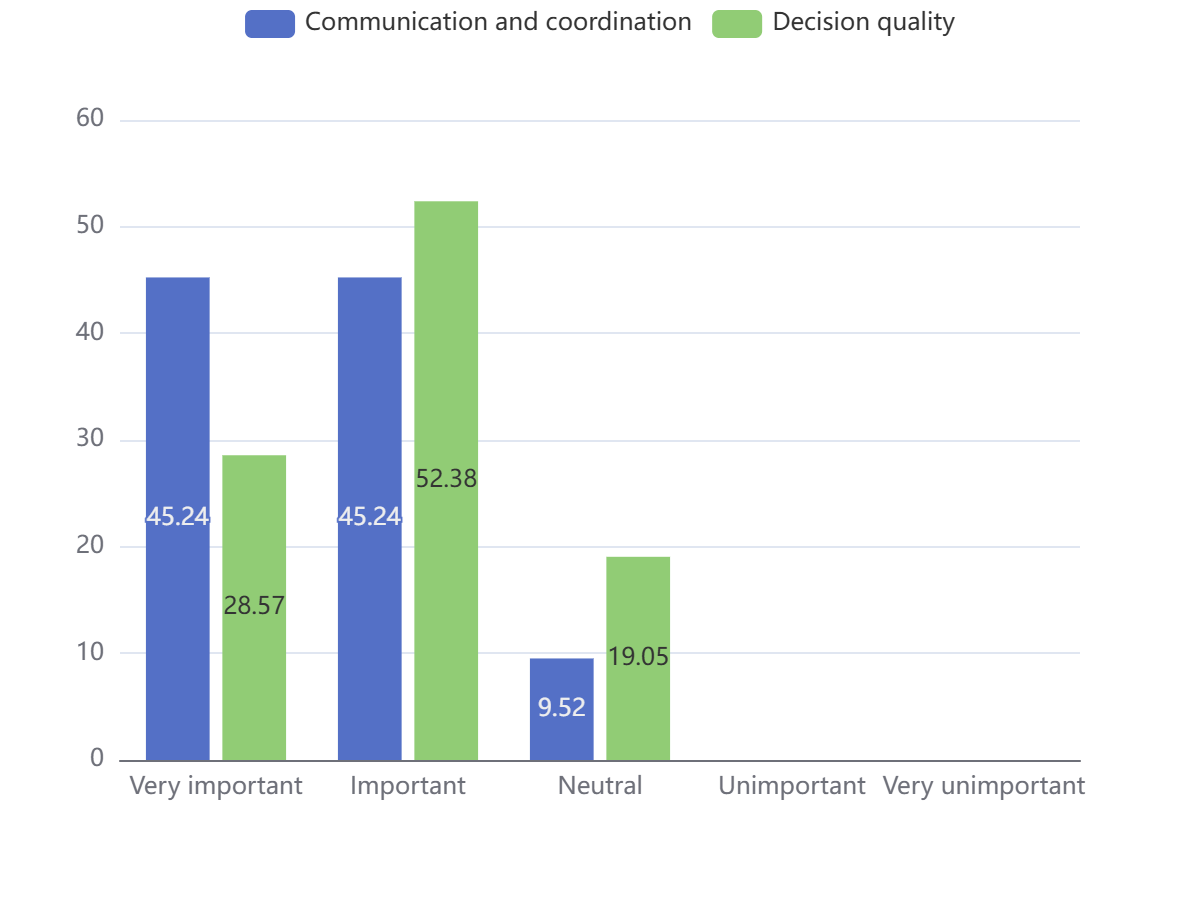 Communication and coordination Decision quality
60
50
40
30
20
10
0
45.24 28.57 45.24 52.38 9.52 19.05
Very important Important Neutral Unimportant Very unimportant